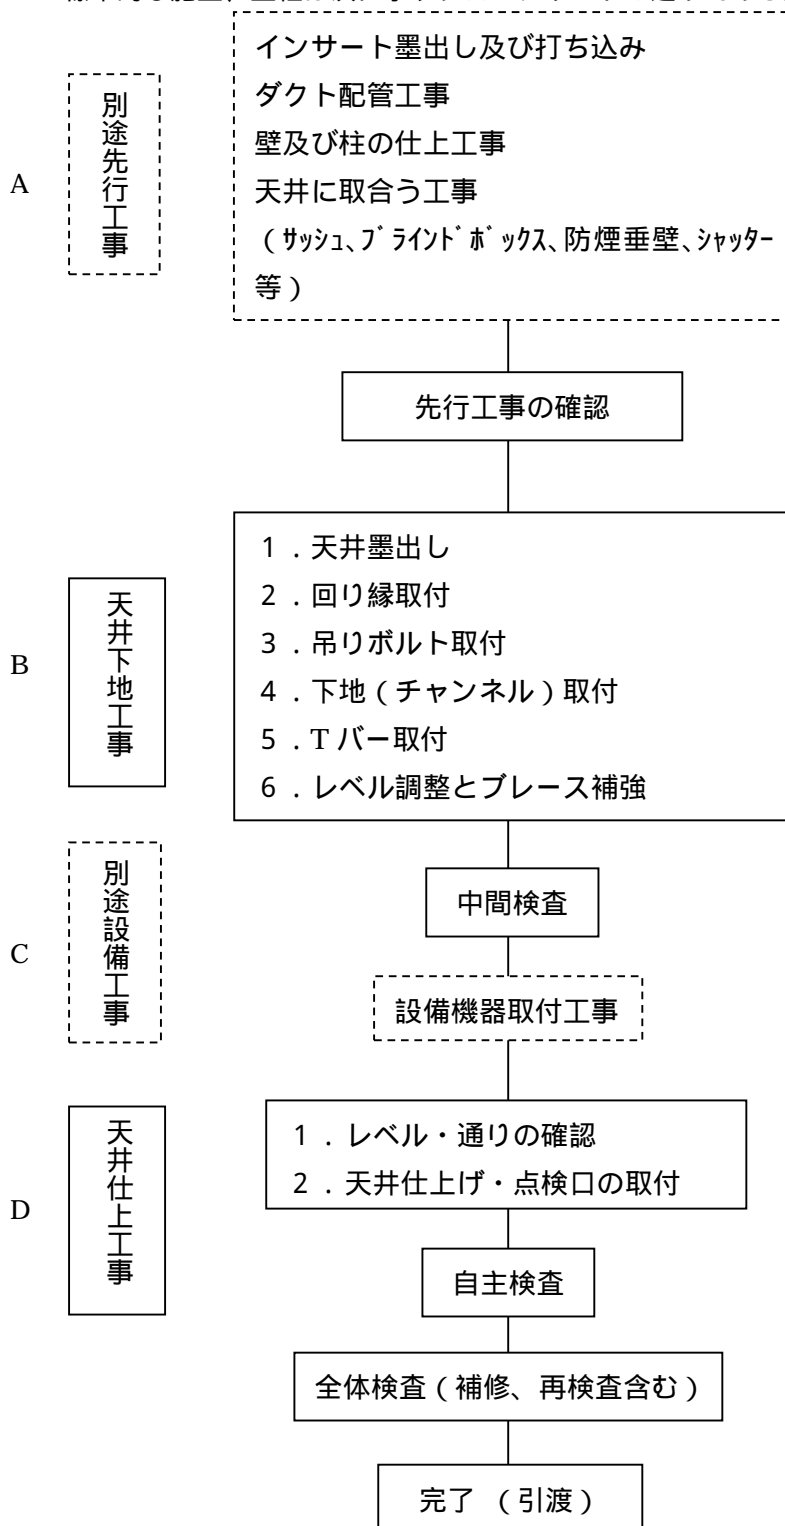 A
別途先行工事
インサート墨出し及び打ち込み
ダクト配管工事
壁及び柱の仕上工事
天井に取合う工事
（ｻｯｼｭ、ﾌﾞﾗｲﾝﾄﾞﾎﾞｯｸｽ、防煙垂壁、ｼｬｯﾀｰ
等）
先行工事の確認
B
天井下地工事
1．天井墨出し
2．回り縁取付
3．吊りボルト取付
4．下地（チャンネル）取付
5．Tバー取付
6．レベル調整とブレース補強
中間検査
C
別途設備工事
設備機器取付工事
D
天井仕上工事
1．レベル・通りの確認
2．天井仕上げ・点検口の取付
自主検査
全体検査（補修、再検査含む）
完了（引渡）